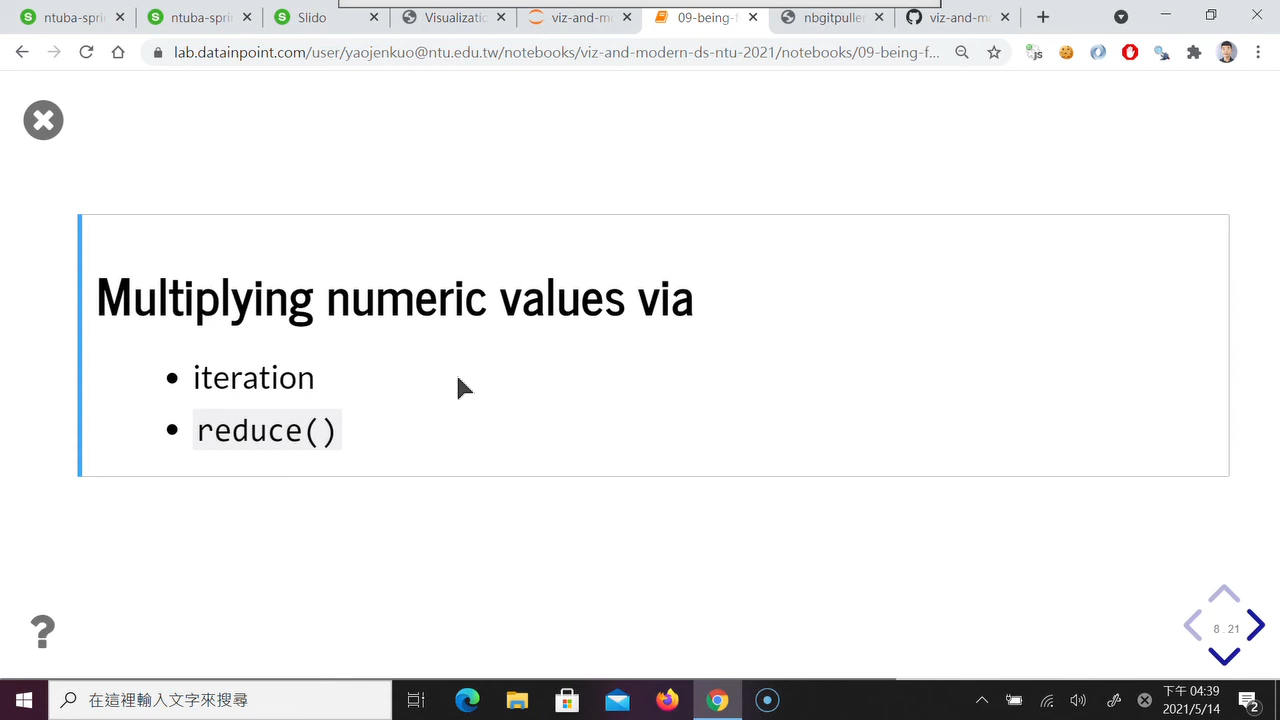 ntuba-spri
ntuba-spri
Slido
Visualizatio
viz-and-mo
09-being-f
nbgitpuller
viz-and-mo
lab.datainpoint.com/user/yaojenkuo@ntu.edu.tw/notebooks/viz-and-modern-ds-ntu-2021/notebooks/09-being-f...
Multiplying numeric values via
• iteration
• reduce()
8 . 21
?
在這裡輸入文字來搜尋
下午 04:39
2021/5/14
2